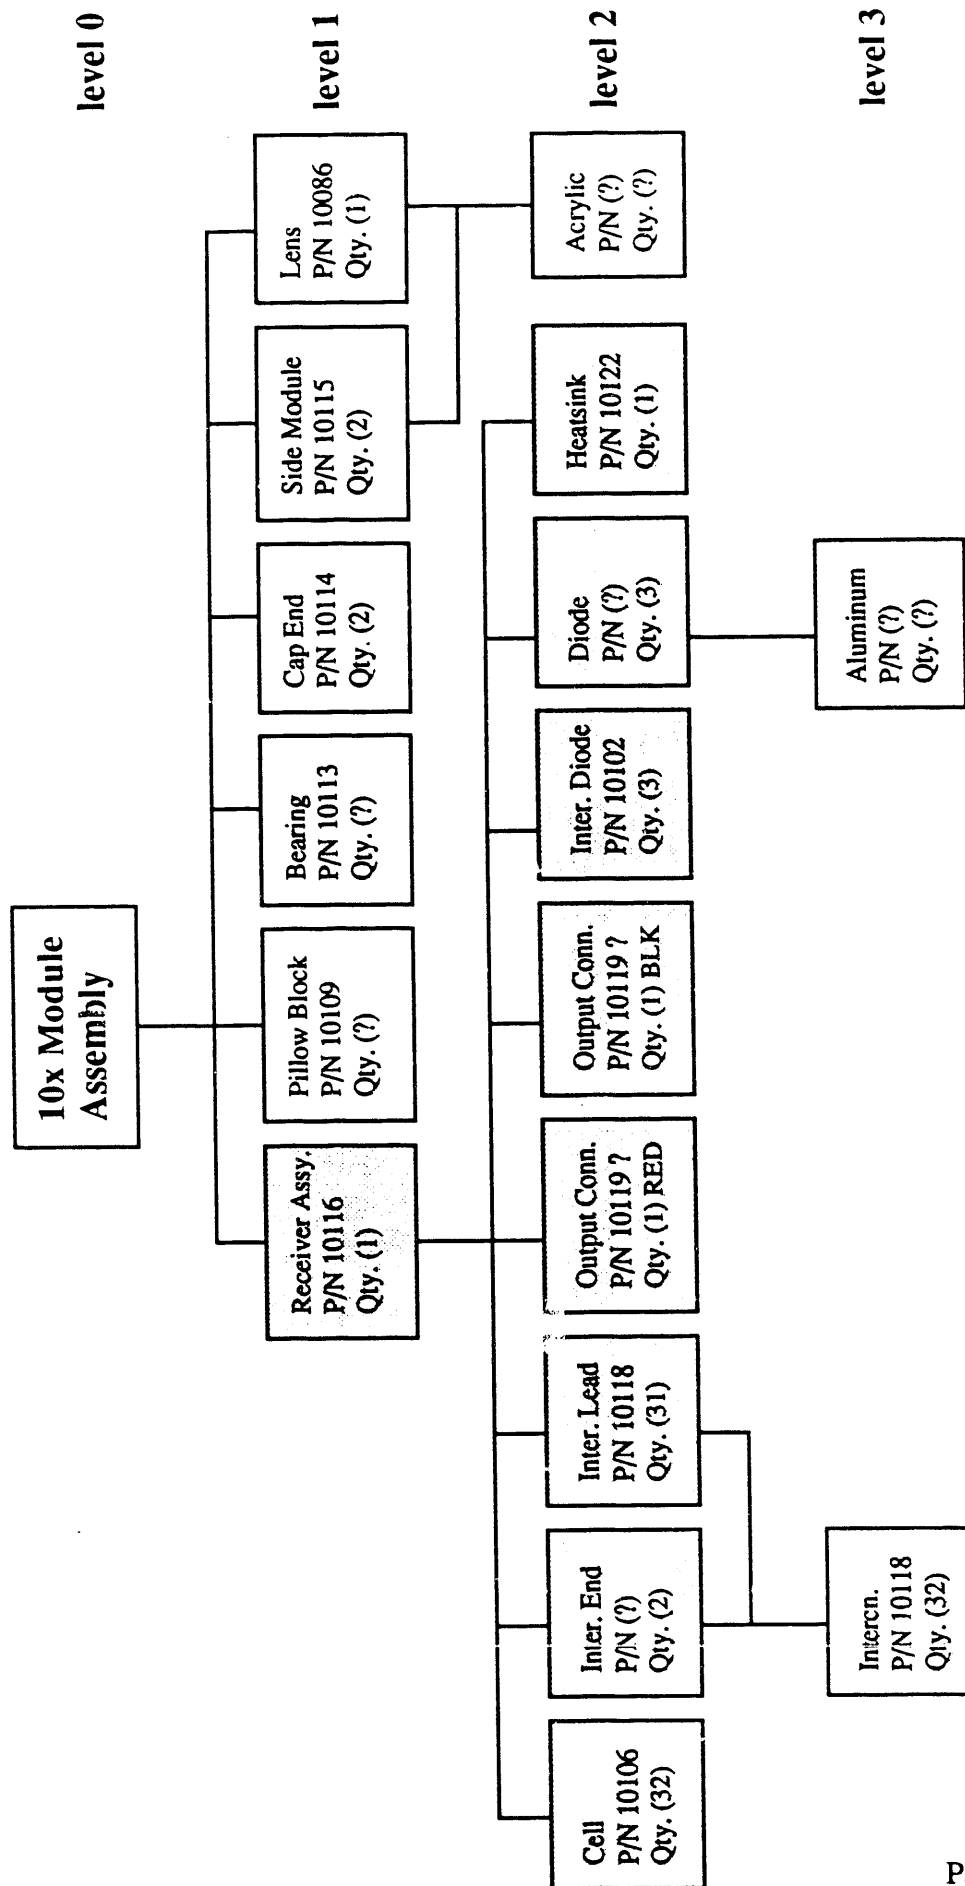 10x Module
Assembly
level 0
Receiver Assy.
P/N 10116
Qty. (1)
Pillow Block
P/N 10109
Qty. (?)
Bearing
P/N 10113
Qty. (?)
Cap End
P/N 10114
Qty. (2)
Side Module
P/N 10115
Qty. (2)
Lens
P/N 10086
Qty. (1)
level 1
Cell
P/N 10106
Qty. (32)
Inter. End
P/N (?)
Qty. (2)
Inter. Lead
P/N 10118
Qty. (31)
Output Conn.
P/N 10119 ?
Qty. (1) RED
Output Conn.
P/N 10119 ?
Qty. (1) BLK
Inter. Diode
P/N 10102
Qty. (3)
Diode
P/N (?)
Qty. (3)
Heatsink
P/N 10122
Qty. (1)
Acrylic
P/N (?)
Qty. (?)
level 2
Intercn.
P/N 10118
Qty. (32)
Aluminum
P/N (?)
Qty. (?)
level 3
P